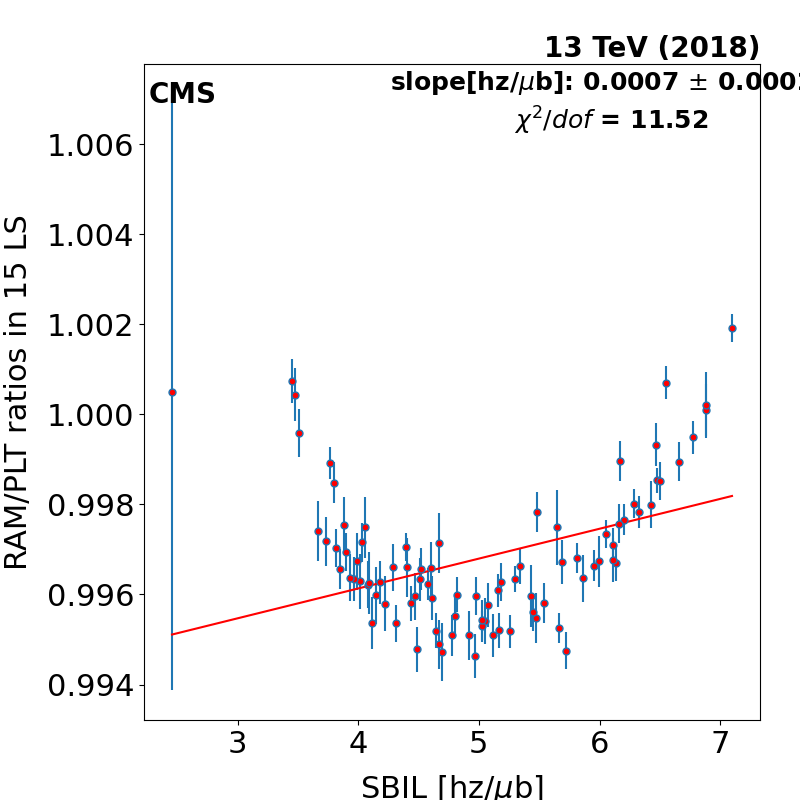 13 TeV (2018)
CMS
slope[hz/μb]: 0.0007 ± 0.000
χ²/dof = 11.52
1.006
1.004
1.002
1.000
0.998
0.996
0.994
RAM/PLT ratios in 15 LS
3 4 5 6 7
SBIL [hz/μb]